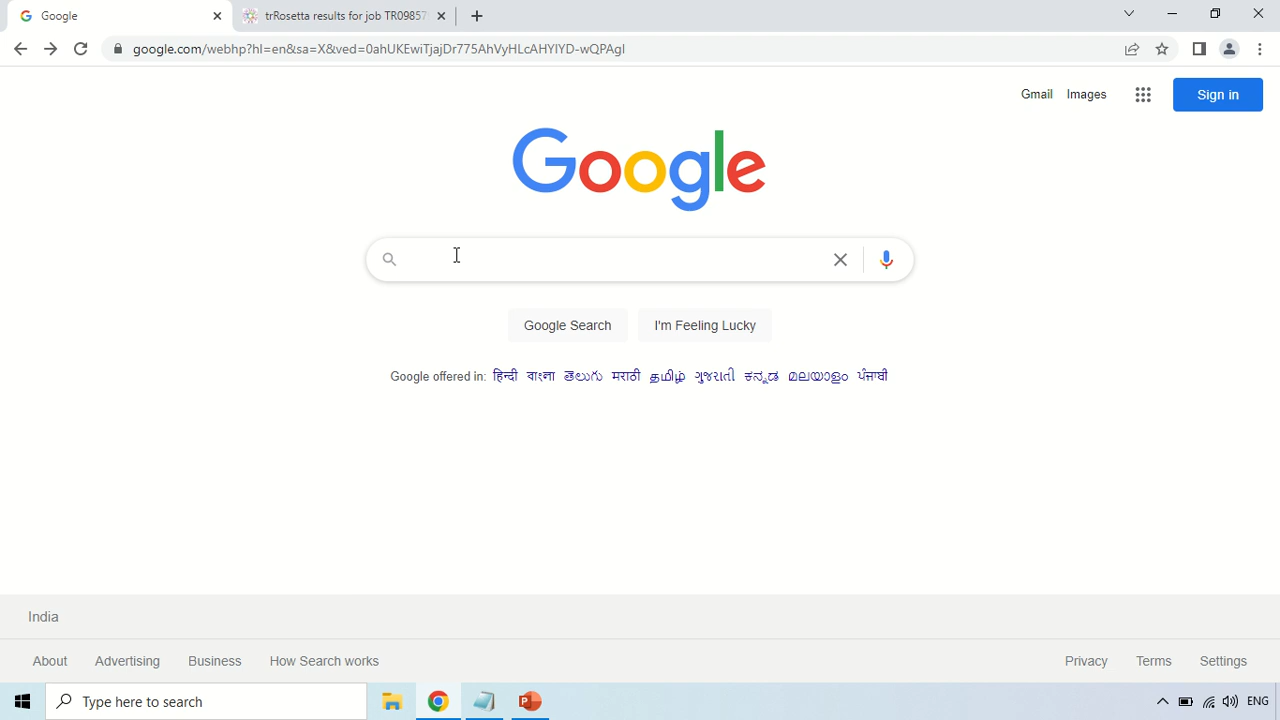 Google
trRosetta results for job TR09857
google.com/webhp?hl=en&sa=X&ved=0ahUKEwiTjajDr775AhVyHLcAHYIYD-wQPAgI
Gmail Images Sign in
Google
Google Search I'm Feeling Lucky
Google offered in: हिन्दी বাংলা తెలుగు मराठी தமிழ் ગુજરાતી ಕನ್ನಡ മലയാളം ਪੰਜਾਬੀ
India
About Advertising Business How Search works Privacy Terms Settings
Type here to search ENG